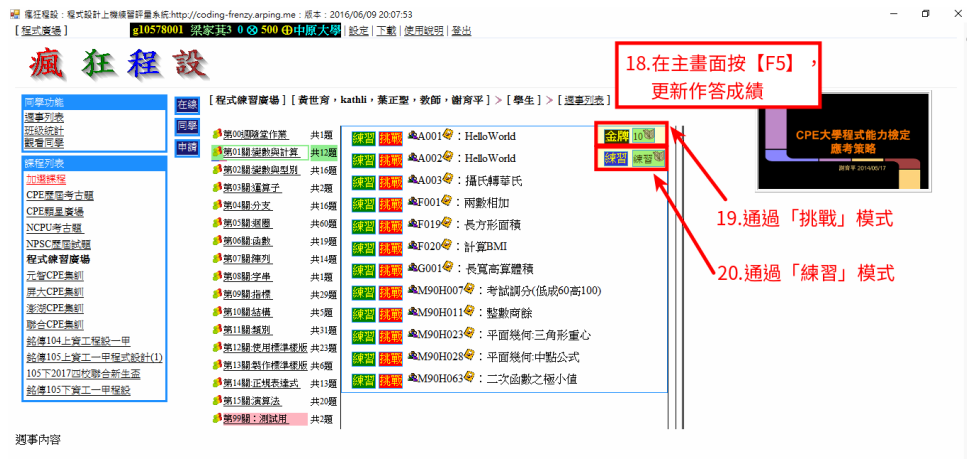 瘋狂程設：程式設計上機練習評量系統:http://coding-frenzy.arping.me：版本：2016/06/09 20:07:53
[程式廣場] g10578001 梁家萁3 0 ⊗ 500 ⊕中原大學 | 設定 | 下載 | 使用說明 | 登出
瘋 狂 程 設
18.在主畫面按【F5】，
更新作答成績
同學功能
週事列表
班級統計
觀看同學
課程列表
加選課程
CPE歷屆考古題
CPE顆星廣場
NCPU考古題
NPSC歷屆試題
程式練習廣場
元智CPE集訓
屏大CPE集訓
澎湖CPE集訓
聯合CPE集訓
銘傳104上資工程設一甲
銘傳105上資工一甲程式設計(1)
105下2017四校聯合新生盃
銘傳105下資工一甲程設
在線
同學
申請
[程式練習廣場] [黃世育，kathli，葉正聖，教師，謝育平] > [學生] > [週事列表]
第00週隨堂作業 共1題
第01關:變數與計算 共12題
第02關:變數與型別 共16題
第03關:運算子 共2題
第04關:分支 共16題
第05關:迴圈 共60題
第06關:函數 共19題
第07關:陣列 共14題
第08關:字串 共1題
第09關:指標 共29題
第10關:結構 共5題
第11關:類別 共31題
第12關:使用標準樣版 共23題
第13關:製作標準樣版 共6題
第14關:正規表達式 共13題
第15關:演算法 共20題
第99關：測試用 共2題
練習 挑戰 A001：HelloWorld 金牌 10
練習 挑戰 A002：HelloWorld 練習 練習
練習 挑戰 A003：攝氏轉華氏
練習 挑戰 F001：兩數相加
練習 挑戰 F019：長方形面積
練習 挑戰 F020：計算BMI
練習 挑戰 G001：長寬高算體積
練習 挑戰 M90H007：考試調分(低成60高100)
練習 挑戰 M90H011：整數商餘
練習 挑戰 M90H023：平面幾何:三角形重心
練習 挑戰 M90H028：平面幾何:中點公式
練習 挑戰 M90H063：二次函數之極小值
CPE大學程式能力檢定
應考策略
謝育平 2014/06/17
19.通過「挑戰」模式
20.通過「練習」模式
週事內容